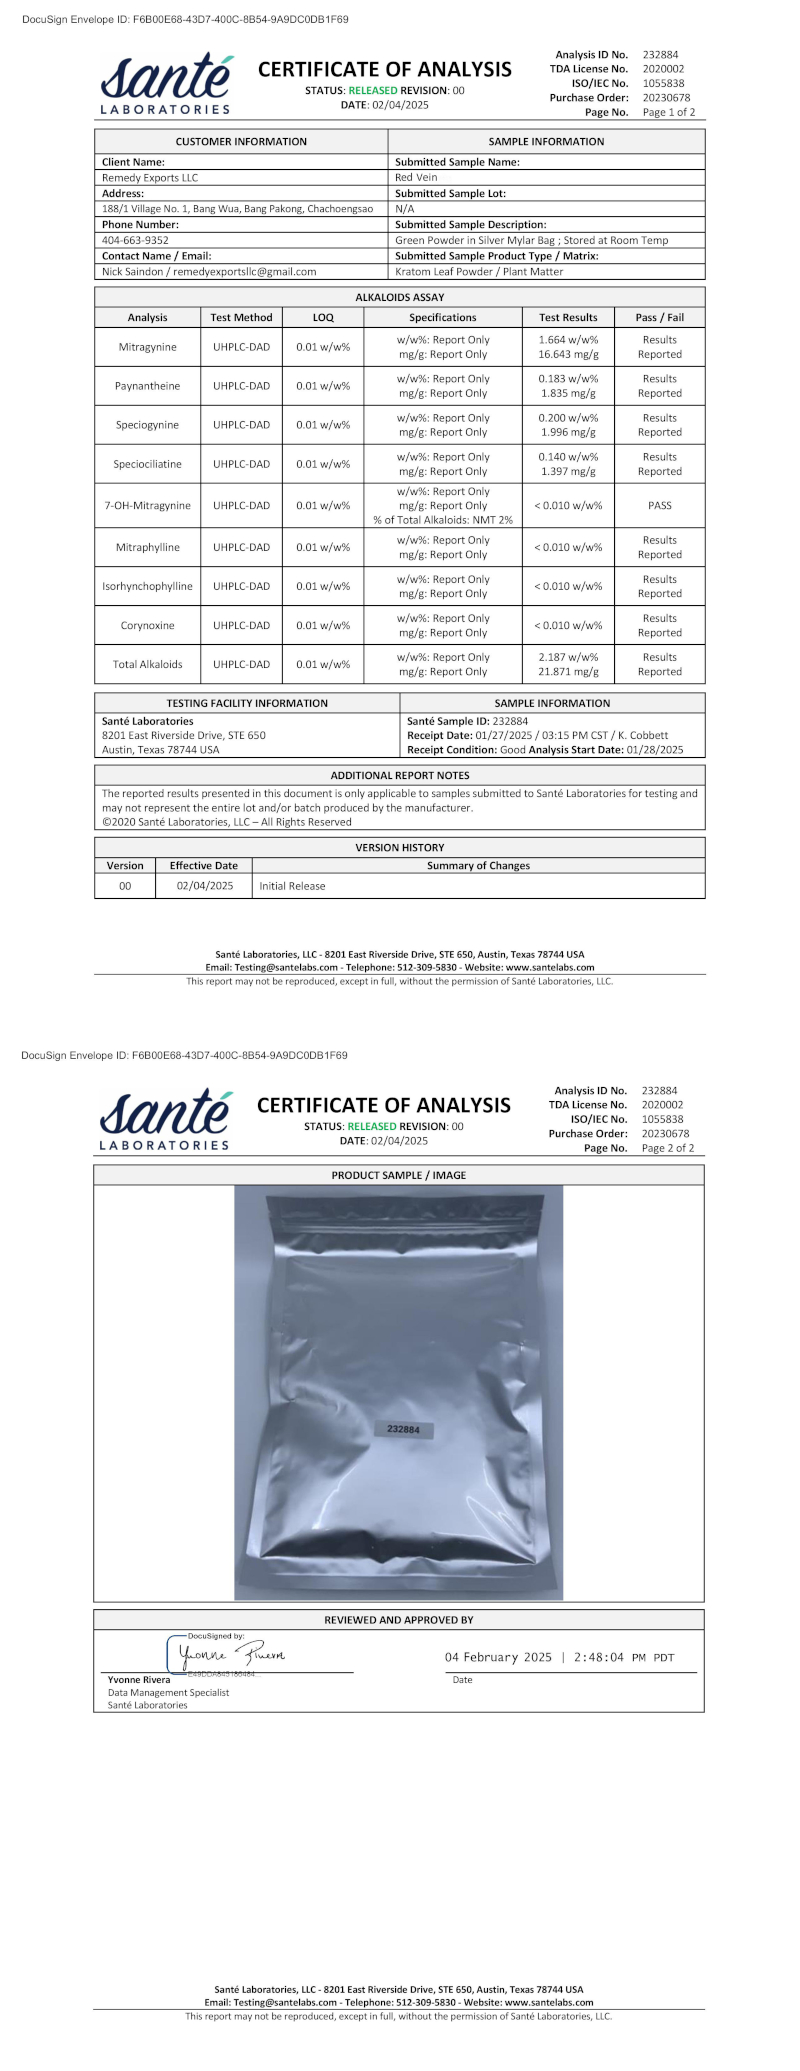 DocuSign Envelope ID: F6B00E68-43D7-400C-8B54-9A9DC0DB1F69
santé
LABORATORIES
CERTIFICATE OF ANALYSIS
STATUS: RELEASED REVISION: 00
DATE: 02/04/2025
Analysis ID No. 232884
TDA License No. 2020002
ISO/IEC No. 1055838
Purchase Order: 20230678
Page No. Page 1 of 2
CUSTOMER INFORMATION SAMPLE INFORMATION
Client Name: Submitted Sample Name:
Remedy Exports LLC Red Vein
Address: Submitted Sample Lot:
188/1 Village No. 1, Bang Wua, Bang Pakong, Chachoengsao N/A
Phone Number: Submitted Sample Description:
404-663-9352 Green Powder in Silver Mylar Bag ; Stored at Room Temp
Contact Name / Email: Submitted Sample Product Type / Matrix:
Nick Saindon / remedyexportsllc@gmail.com Kratom Leaf Powder / Plant Matter
ALKALOIDS ASSAY
Analysis Test Method LOQ Specifications Test Results Pass / Fail
Mitragynine UHPLC-DAD 0.01 w/w% w/w%: Report Only mg/g: Report Only 1.664 w/w% 16.643 mg/g Results Reported
Paynantheine UHPLC-DAD 0.01 w/w% w/w%: Report Only mg/g: Report Only 0.183 w/w% 1.835 mg/g Results Reported
Speciogynine UHPLC-DAD 0.01 w/w% w/w%: Report Only mg/g: Report Only 0.200 w/w% 1.996 mg/g Results Reported
Speciociliatine UHPLC-DAD 0.01 w/w% w/w%: Report Only mg/g: Report Only 0.140 w/w% 1.397 mg/g Results Reported
7-OH-Mitragynine UHPLC-DAD 0.01 w/w% w/w%: Report Only mg/g: Report Only % of Total Alkaloids: NMT 2% < 0.010 w/w% PASS
Mitraphylline UHPLC-DAD 0.01 w/w% w/w%: Report Only mg/g: Report Only < 0.010 w/w% Results Reported
Isorhynchophylline UHPLC-DAD 0.01 w/w% w/w%: Report Only mg/g: Report Only < 0.010 w/w% Results Reported
Corynoxine UHPLC-DAD 0.01 w/w% w/w%: Report Only mg/g: Report Only < 0.010 w/w% Results Reported
Total Alkaloids UHPLC-DAD 0.01 w/w% w/w%: Report Only mg/g: Report Only 2.187 w/w% 21.871 mg/g Results Reported
TESTING FACILITY INFORMATION SAMPLE INFORMATION
Santé Laboratories Santé Sample ID: 232884
8201 East Riverside Drive, STE 650 Receipt Date: 01/27/2025 / 03:15 PM CST / K. Cobbett
Austin, Texas 78744 USA Receipt Condition: Good Analysis Start Date: 01/28/2025
ADDITIONAL REPORT NOTES
The reported results presented in this document is only applicable to samples submitted to Santé Laboratories for testing and
may not represent the entire lot and/or batch produced by the manufacturer.
©2020 Santé Laboratories, LLC – All Rights Reserved
VERSION HISTORY
Version Effective Date Summary of Changes
00 02/04/2025 Initial Release
Santé Laboratories, LLC - 8201 East Riverside Drive, STE 650, Austin, Texas 78744 USA
Email: Testing@santelabs.com - Telephone: 512-309-5830 - Website: www.santelabs.com
This report may not be reproduced, except in full, without the permission of Santé Laboratories, LLC.
DocuSign Envelope ID: F6B00E68-43D7-400C-8B54-9A9DC0DB1F69
santé
LABORATORIES
CERTIFICATE OF ANALYSIS
STATUS: RELEASED REVISION: 00
DATE: 02/04/2025
Analysis ID No. 232884
TDA License No. 2020002
ISO/IEC No. 1055838
Purchase Order: 20230678
Page No. Page 2 of 2
PRODUCT SAMPLE / IMAGE
232884
REVIEWED AND APPROVED BY
DocuSigned by:
Yvonne Rivera
04 February 2025 | 2:48:04 PM PDT
Yvonne Rivera Date
Data Management Specialist
Santé Laboratories
Santé Laboratories, LLC - 8201 East Riverside Drive, STE 650, Austin, Texas 78744 USA
Email: Testing@santelabs.com - Telephone: 512-309-5830 - Website: www.santelabs.com
This report may not be reproduced, except in full, without the permission of Santé Laboratories, LLC.